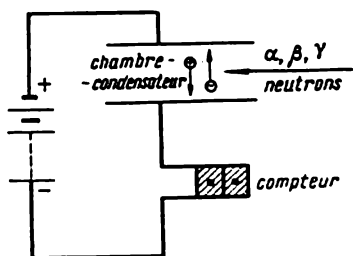 +
chambre-
-condensateur
α, β, γ
neutrons
-
compteur